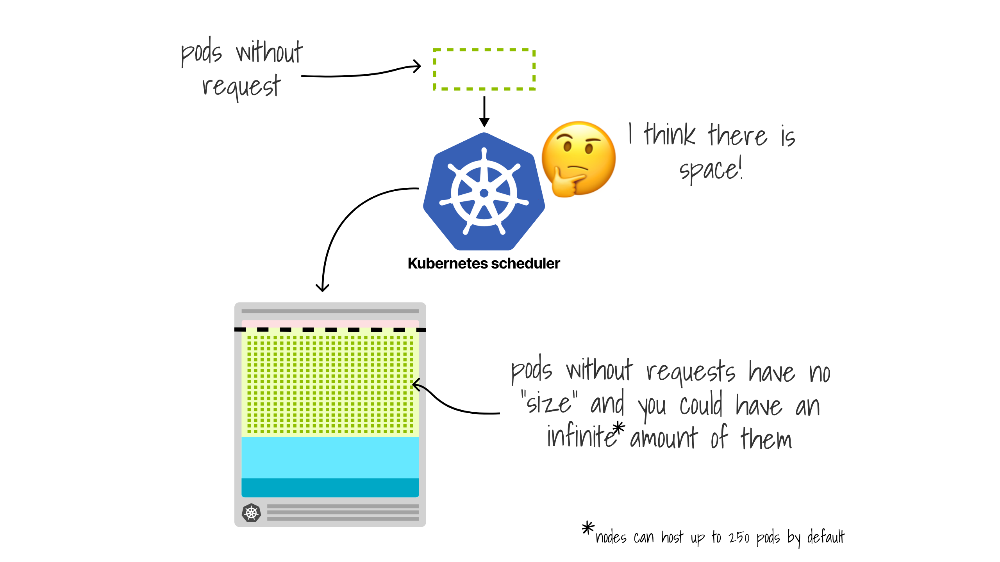 pods without
request
I think there is
space!
Kubernetes scheduler
pods without requests have no
"size" and you could have an
infinite* amount of them
*nodes can host up to 250 pods by default